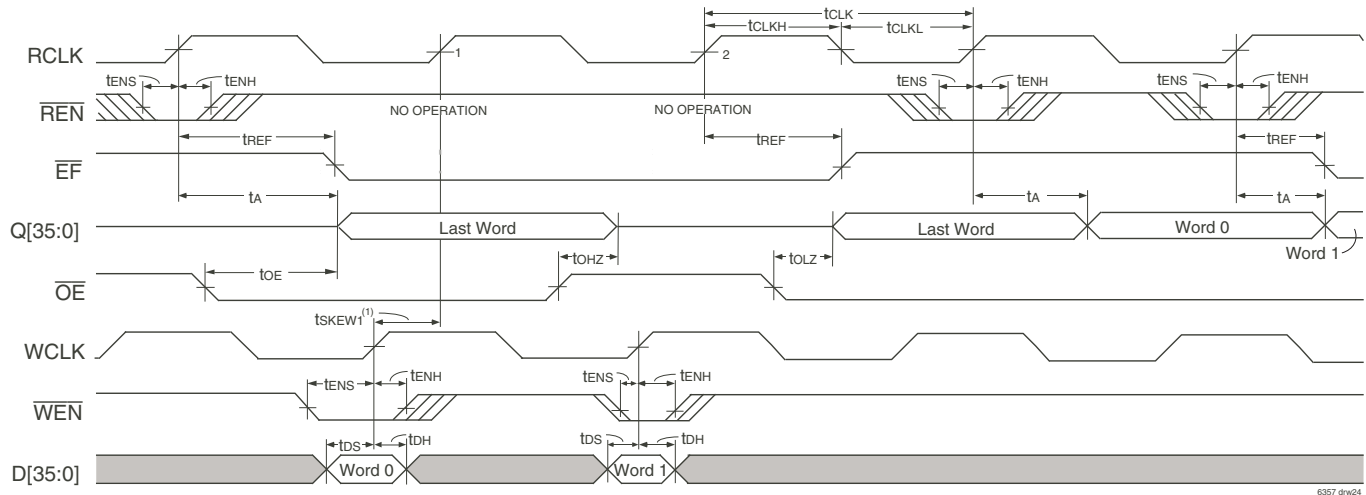 tCLK
tCLKH tCLKL
RCLK 1 2
tENS tENH tENS tENH tENS tENH
REN NO OPERATION NO OPERATION
tREF tREF tREF
EF
tA tA tA
Q[35:0] Last Word Last Word Word 0
Word 1
tOHZ tOLZ
tOE
OE
tSKEW1(1)
WCLK
tENS tENH tENS tENH
WEN
tDS tDH tDS tDH
D[35:0] Word 0 Word 1
6357 drw24